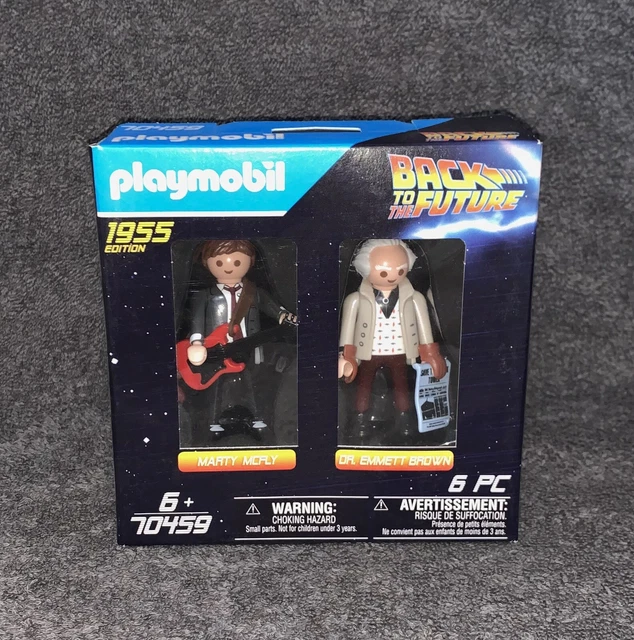 70459
playmobil
playmobil
BACK
TO
THE FUTURE
1955
EDITION
SAVE
TOWER
MARTY MCFLY
DR. EMMETT BROWN
6 PC
6+
70459
WARNING:
CHOKING HAZARD
Small parts. Not for children under 3 years.
AVERTISSEMENT:
RISQUE DE SUFFOCATION.
Présence de petits éléments.
Ne convient pas aux enfants de moins de 3 ans.